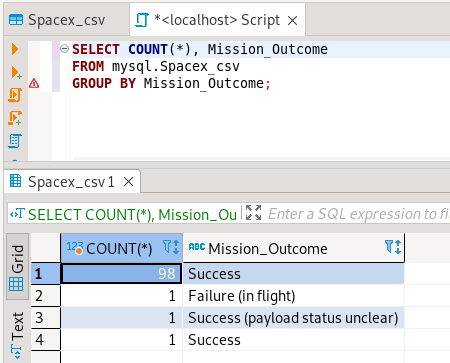 Spacex_csv
*<localhost> Script
SELECT COUNT(*), Mission_Outcome
FROM mysql.Spacex_csv
GROUP BY Mission_Outcome;
Spacex_csv 1
SELECT COUNT(*), Mission_Ou
Enter a SQL expression to fi
Grid
Text
123 COUNT(*) ABC Mission_Outcome
1 98 Success
2 1 Failure (in flight)
3 1 Success (payload status unclear)
4 1 Success